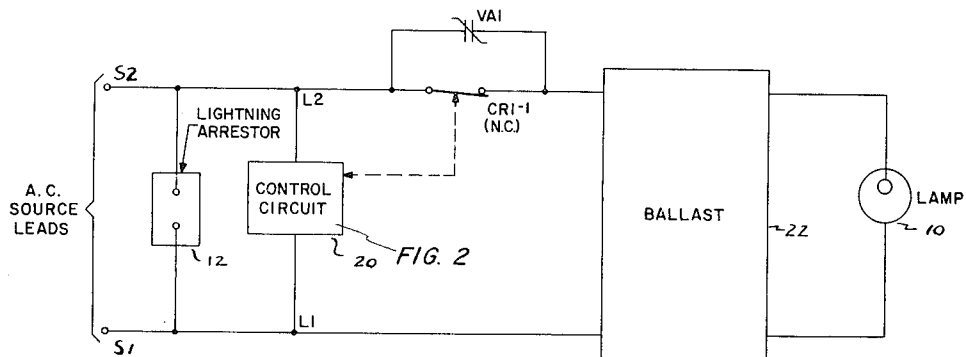 VA1
S2
L2
CR1-1
(N.C.)
LIGHTNING
ARRESTOR
A. C.
SOURCE
LEADS
CONTROL
CIRCUIT
BALLAST
LAMP
10
22
12
20
FIG. 2
L1
S1